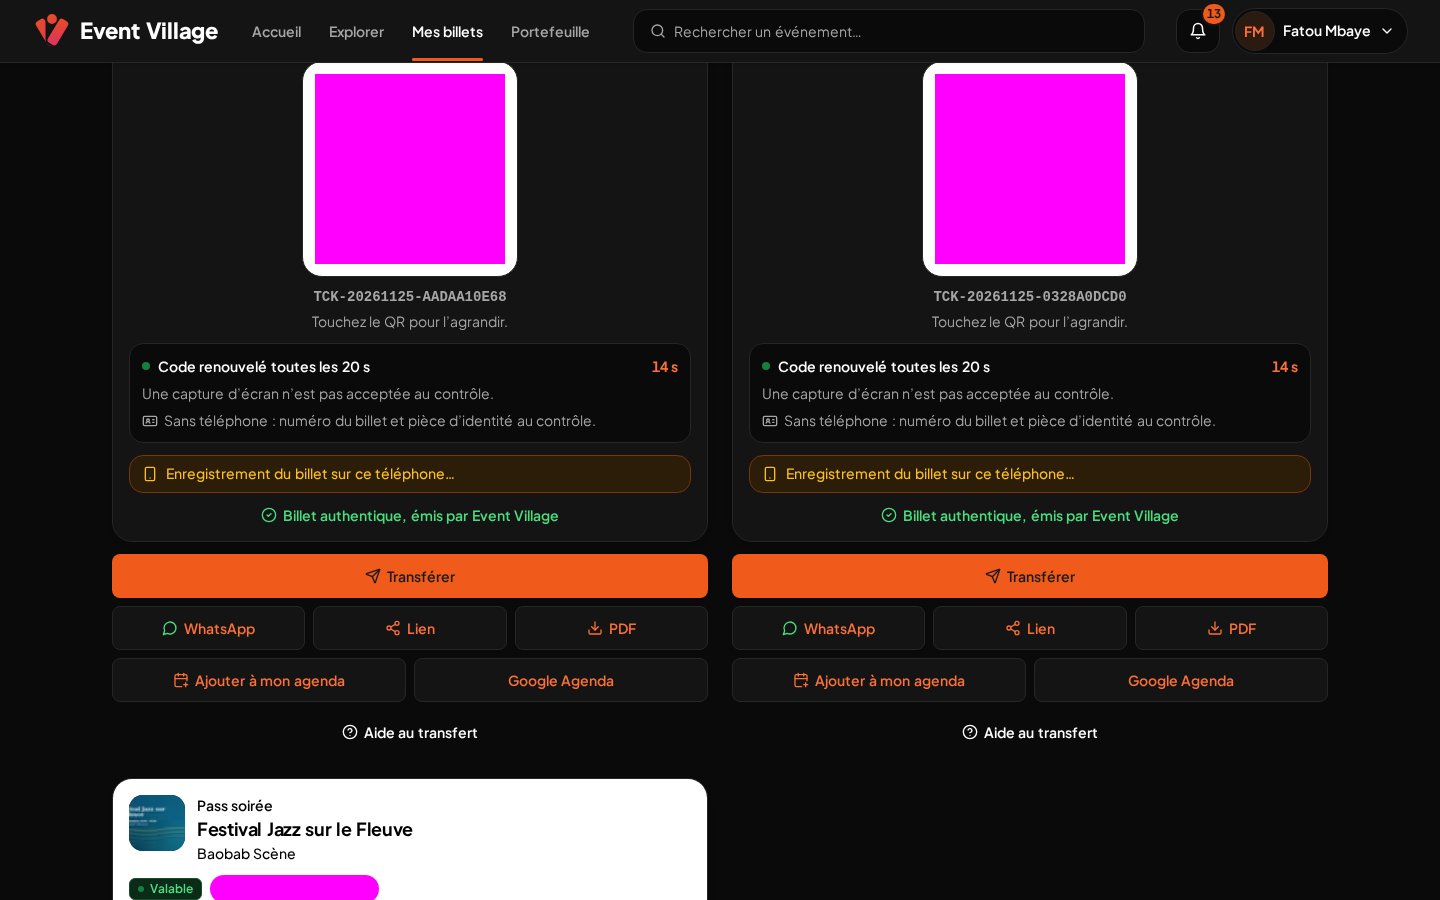 Event Village
Accueil
Explorer
Mes billets
Portefeuille
Rechercher un événement…
13
FM
Fatou Mbaye
TCK-20261125-AADAA10E68
Touchez le QR pour l'agrandir.
Code renouvelé toutes les 20 s
14 s
Une capture d'écran n'est pas acceptée au contrôle.
Sans téléphone : numéro du billet et pièce d'identité au contrôle.
Enregistrement du billet sur ce téléphone…
Billet authentique, émis par Event Village
Transférer
WhatsApp
Lien
PDF
Ajouter à mon agenda
Google Agenda
Aide au transfert
TCK-20261125-0328A0DCD0
Touchez le QR pour l'agrandir.
Code renouvelé toutes les 20 s
14 s
Une capture d'écran n'est pas acceptée au contrôle.
Sans téléphone : numéro du billet et pièce d'identité au contrôle.
Enregistrement du billet sur ce téléphone…
Billet authentique, émis par Event Village
Transférer
WhatsApp
Lien
PDF
Ajouter à mon agenda
Google Agenda
Aide au transfert
Pass soirée
Festival Jazz sur le Fleuve
Baobab Scène
Valable